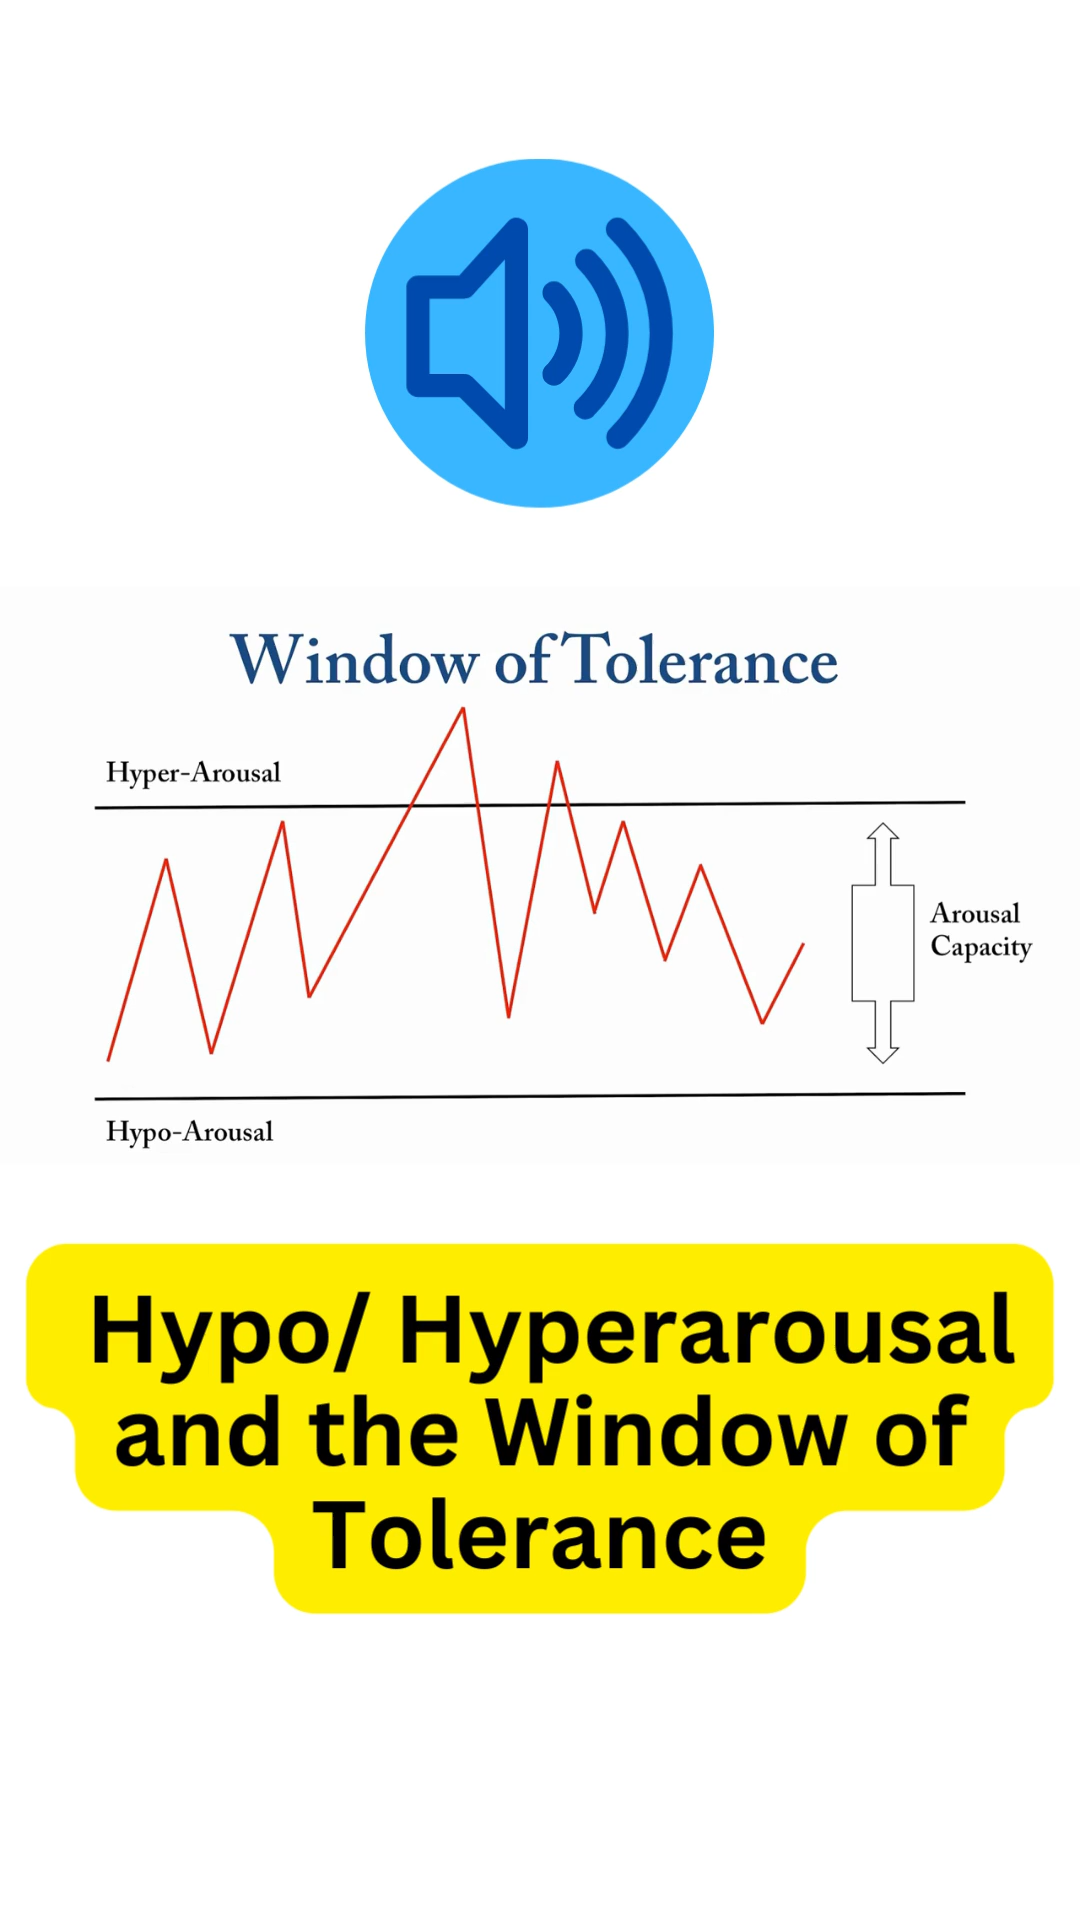 Window of Tolerance
Hyper-Arousal
Arousal
Capacity
Hypo-Arousal
Hypo/ Hyperarousal
and the Window of
Tolerance